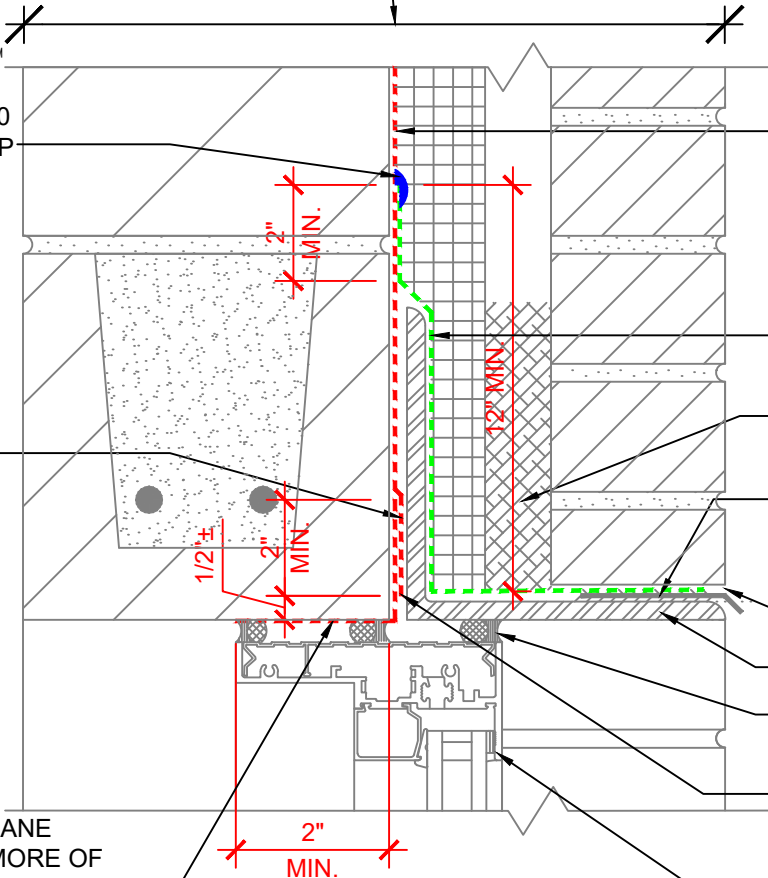 0
P
2"
MIN.
12" MIN.
1/2"±
2"
MIN.
2"
MIN.
ANE
MORE OF